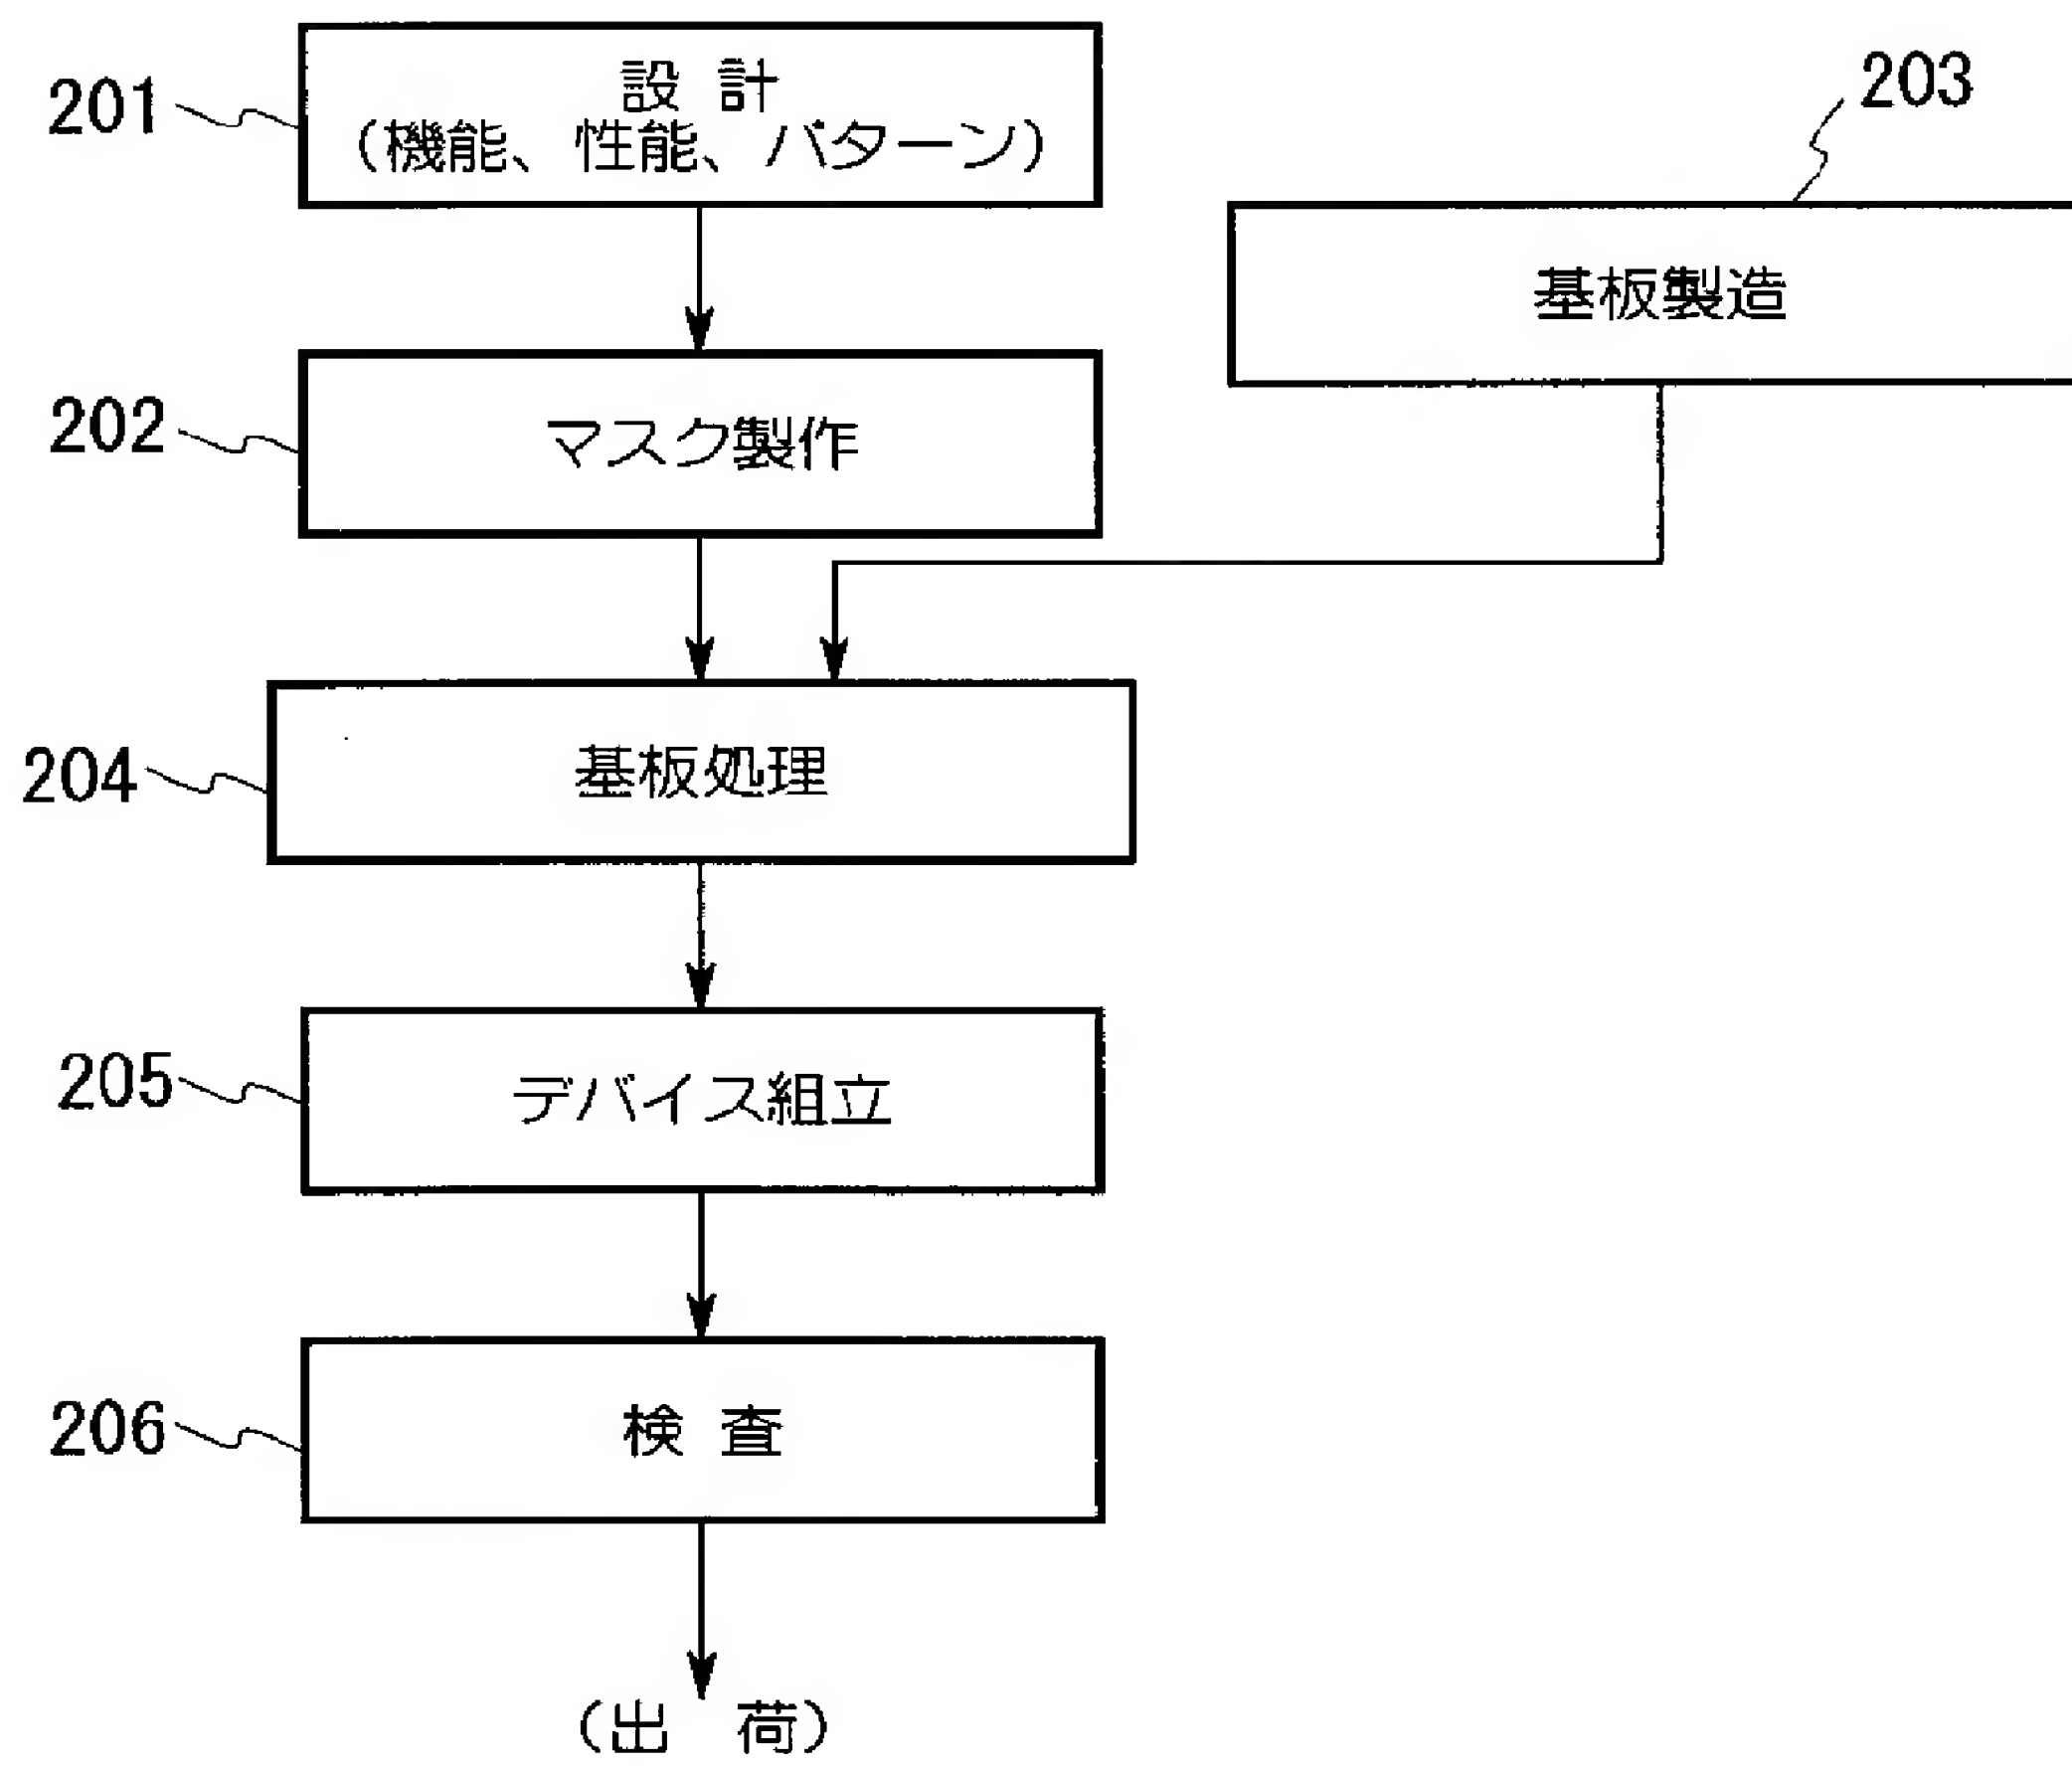 201
設 計
(機能、性能、パターン)
203
基板製造
202
マスク製作
204
基板処理
205
デバイス組立
206
検 査
(出 荷)